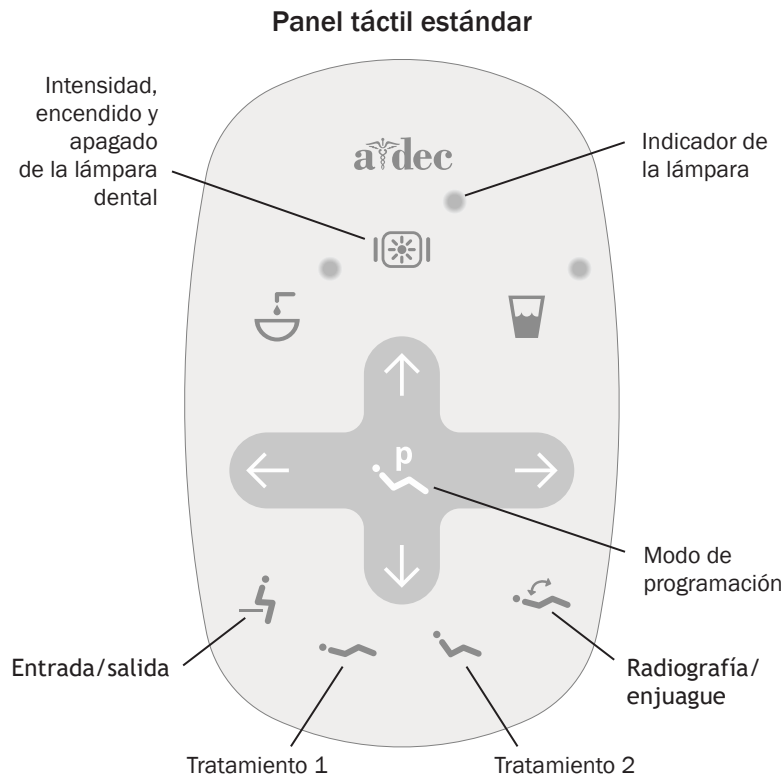 Panel táctil estándar
Intensidad,
encendido y
apagado
de la lámpara
dental
Indicador de
la lámpara
a dec
p
Modo de
programación
Entrada/salida
Radiografía/
enjuague
Tratamiento 1
Tratamiento 2